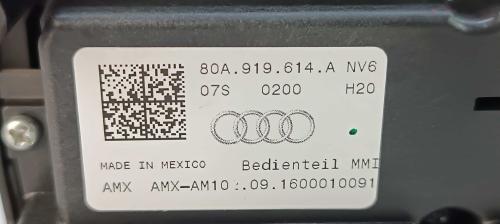 80A.919.614.A NV6
07S 0200 H20
MADE IN MEXICO Bedienteil MMI
AMX AMX-AM10 :.09.1600010091